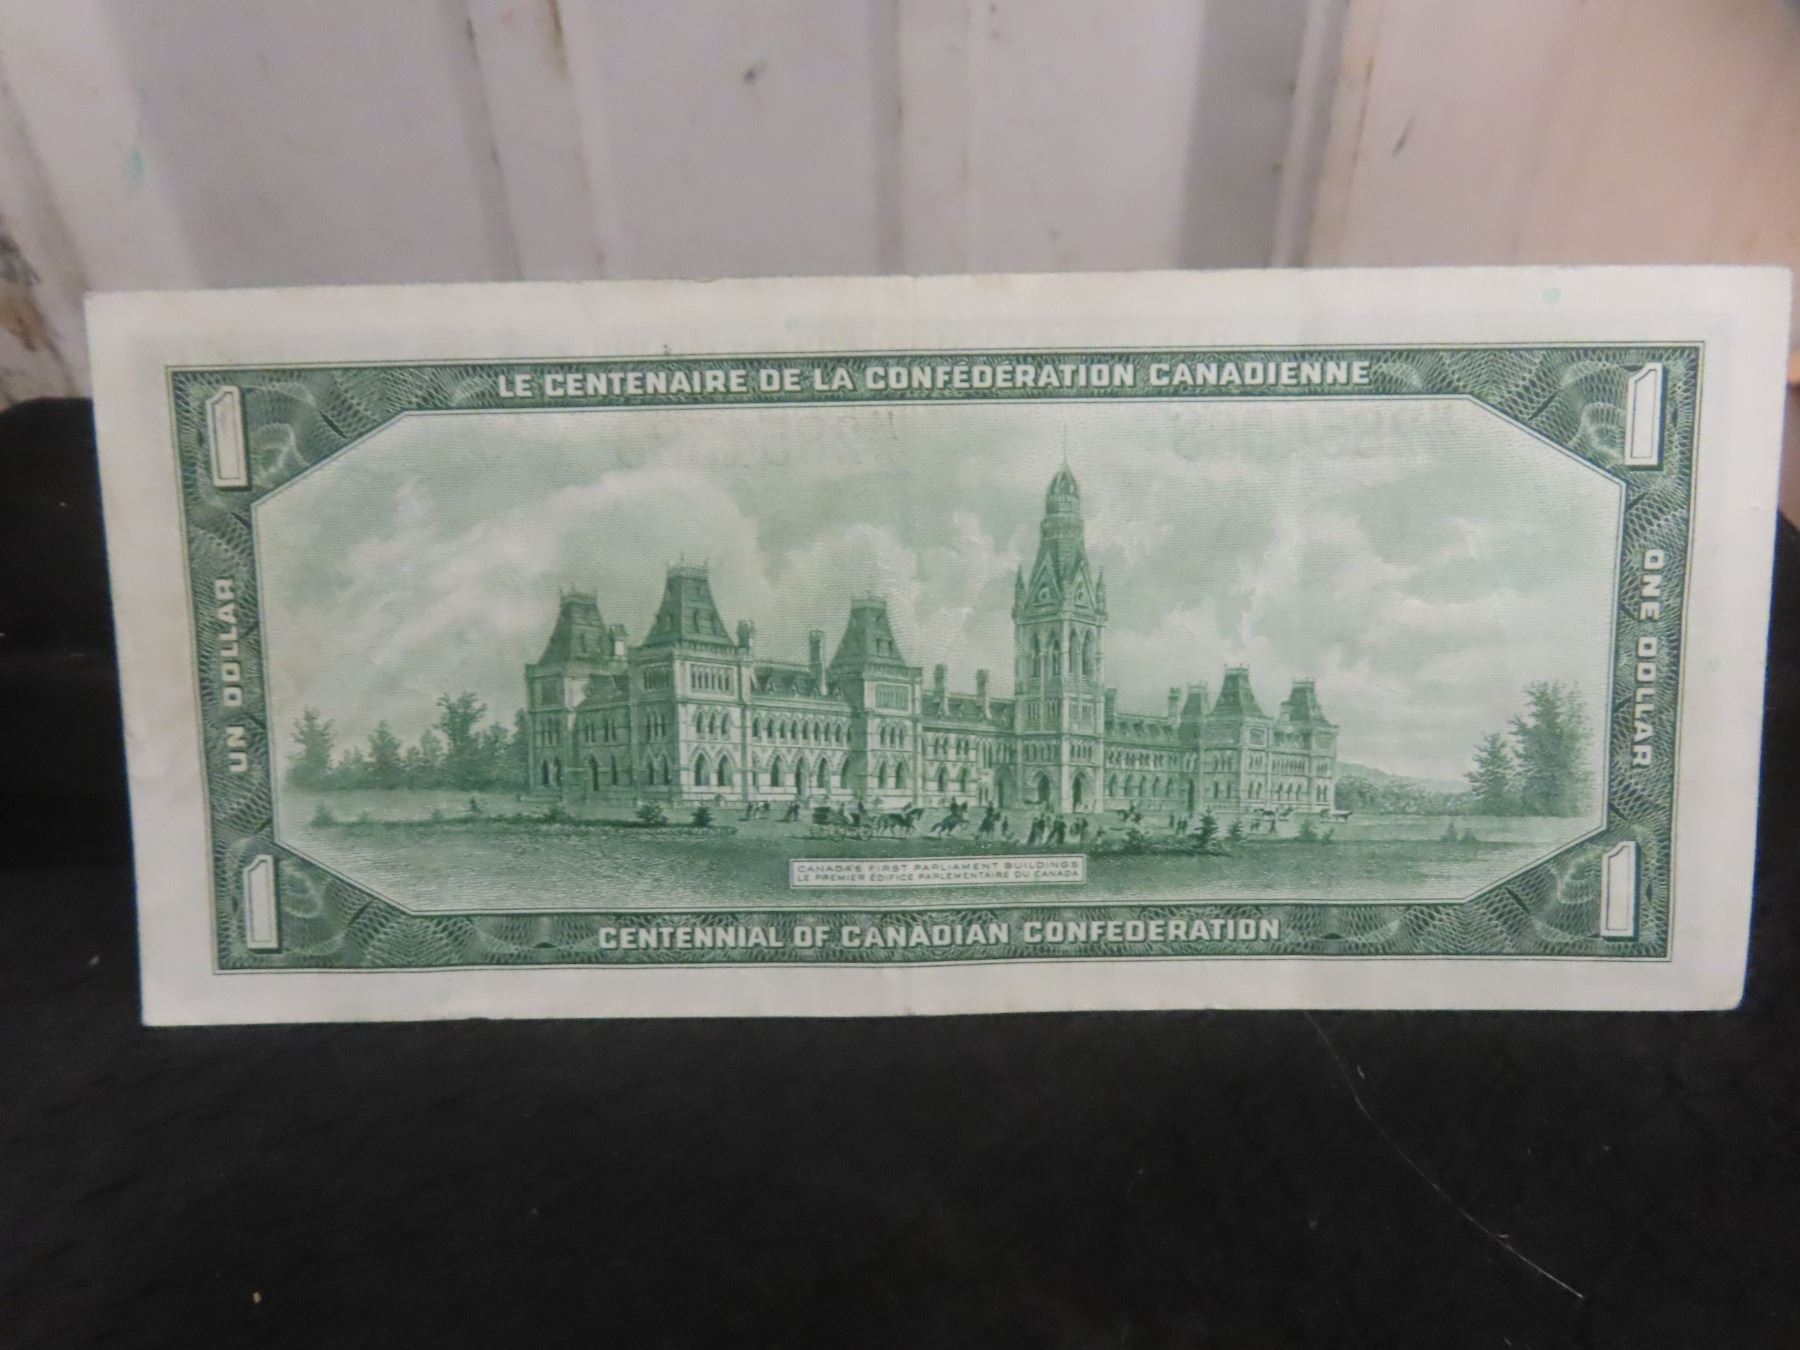 LE CENTENAIRE DE LA CONFÉDÉRATION CANADIENNE
1
1
UN DOLLAR
ONE DOLLAR
CANADA'S FIRST PARLIAMENT BUILDINGS
LE PREMIER ÉDIFICE PARLEMENTAIRE DU CANADA
1
1
CENTENNIAL OF CANADIAN CONFEDERATION